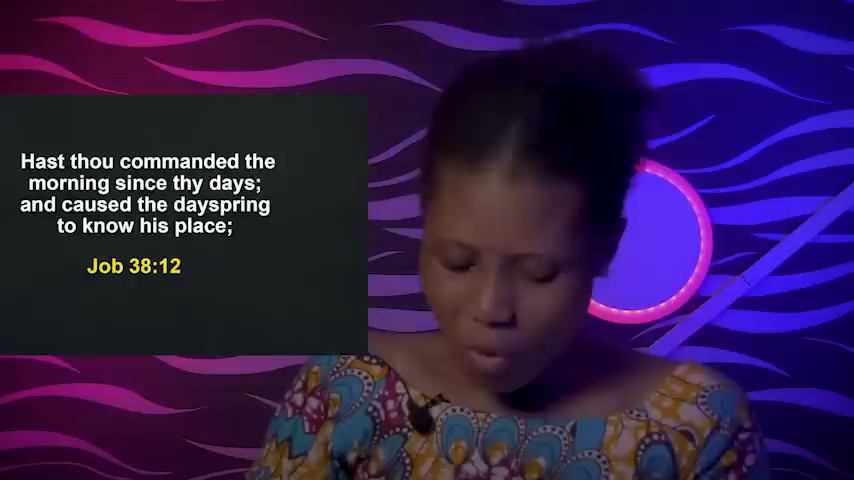 Hast thou commanded the
morning since thy days;
and caused the dayspring
to know his place;
Job 38:12